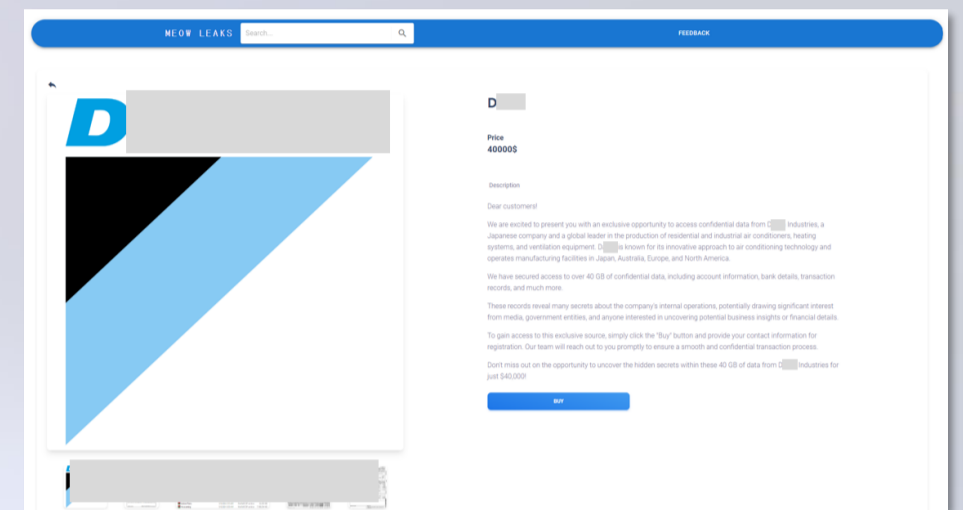 MEOW LEAKS
Search...
FEEDBACK
D
D
Price
40000$
Description
Dear customers!
We are excited to present you with an exclusive opportunity to access confidential data from D Industries, a
Japanese company and a global leader in the production of residential and industrial air conditioners, heating
systems, and ventilation equipment. D is known for its innovative approach to air conditioning technology and
operates manufacturing facilities in Japan, Australia, Europe, and North America.
We have secured access to over 40 GB of confidential data, including account information, bank details, transaction
records, and much more.
These records reveal many secrets about the company's internal operations, potentially drawing significant interest
from media, government entities, and anyone interested in uncovering potential business insights or financial details.
To gain access to this exclusive source, simply click the "Buy" button and provide your contact information for
registration. Our team will reach out to you promptly to ensure a smooth and confidential transaction process.
Don't miss out on the opportunity to uncover the hidden secrets within these 40 GB of data from D Industries for
just $40,000!
BUY